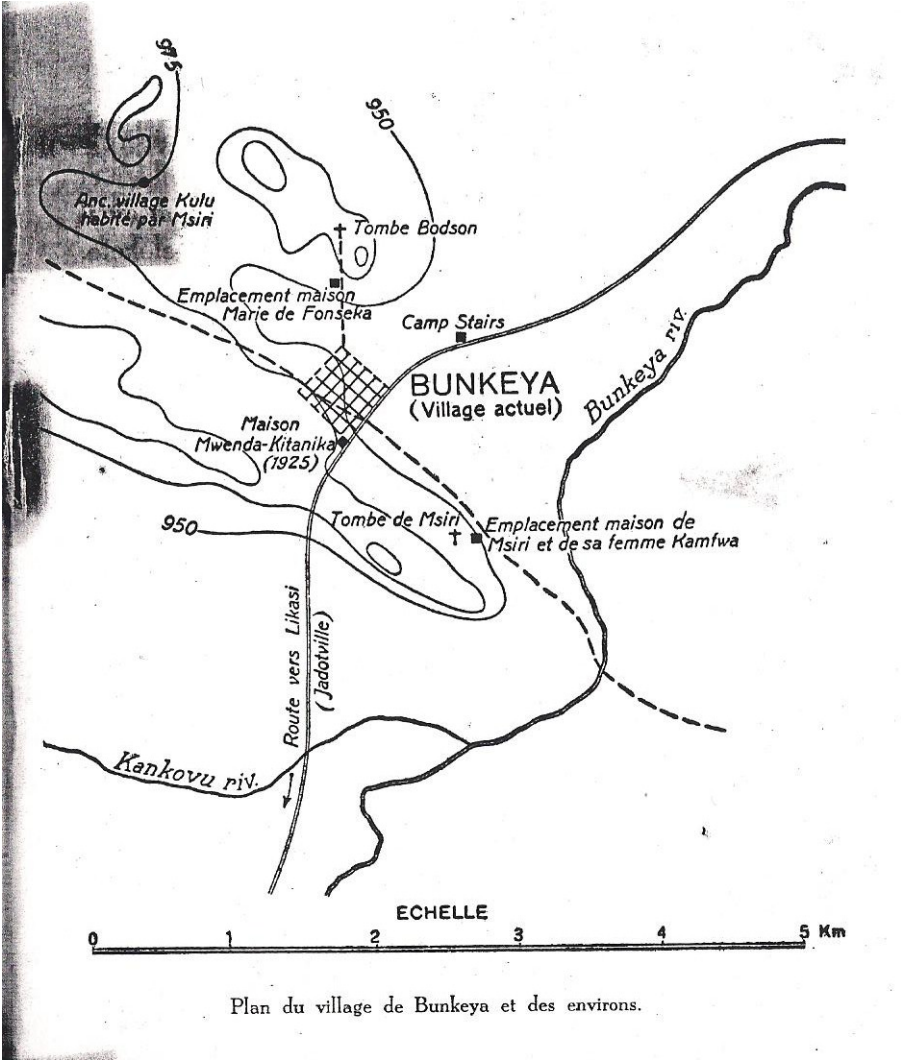 975
950
Anc. village Kulu
habité par Msiri
Tombe Bodson
Emplacement maison
Marie de Fonseka
Camp Stairs
Bunkeya riv.
BUNKEYA
(Village actuel)
Maison
Mwenda-Kitanika
(1925)
950
Tombe de Msiri
Emplacement maison de
Msiri et de sa femme Kamfwa
Route vers Likasi
(Jadotville)
Kankovu riv.
ECHELLE
0 1 2 3 4 5 Km
Plan du village de Bunkeya et des environs.